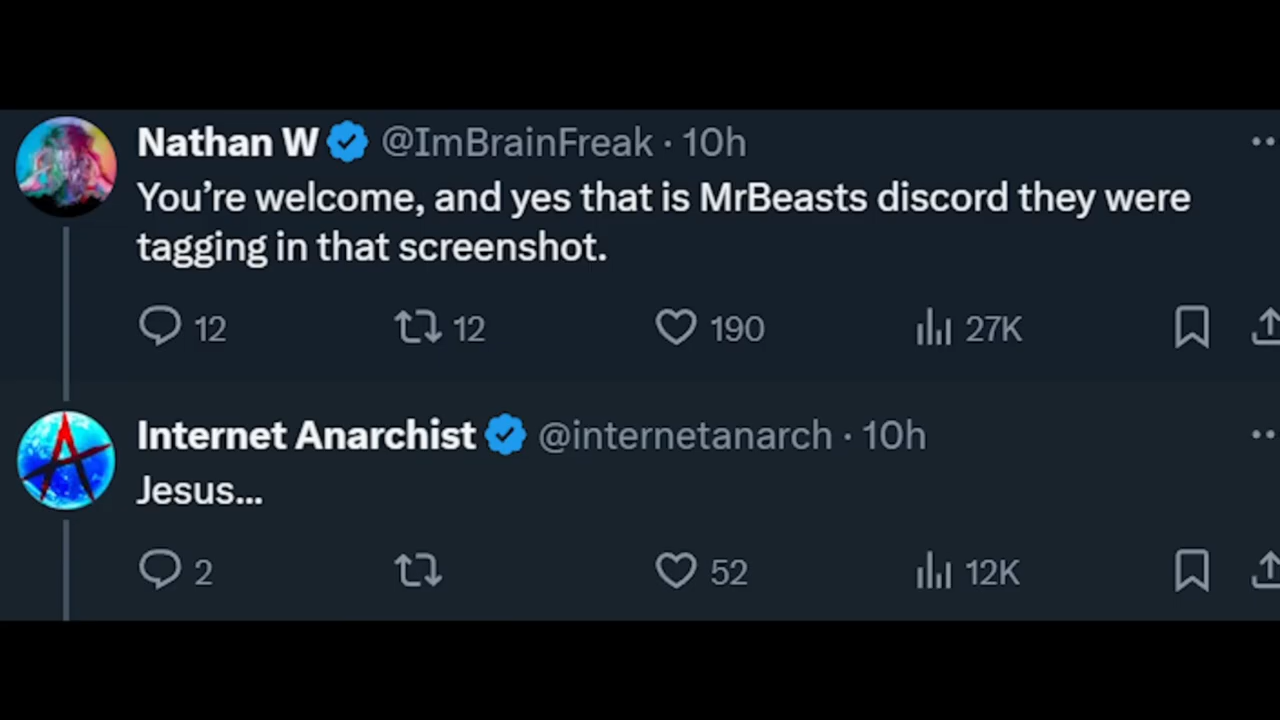 Nathan W @ImBrainFreak · 10h
You’re welcome, and yes that is MrBeasts discord they were
tagging in that screenshot.
12 12 190 27K
Internet Anarchist @internetanarch · 10h
Jesus...
2 52 12K